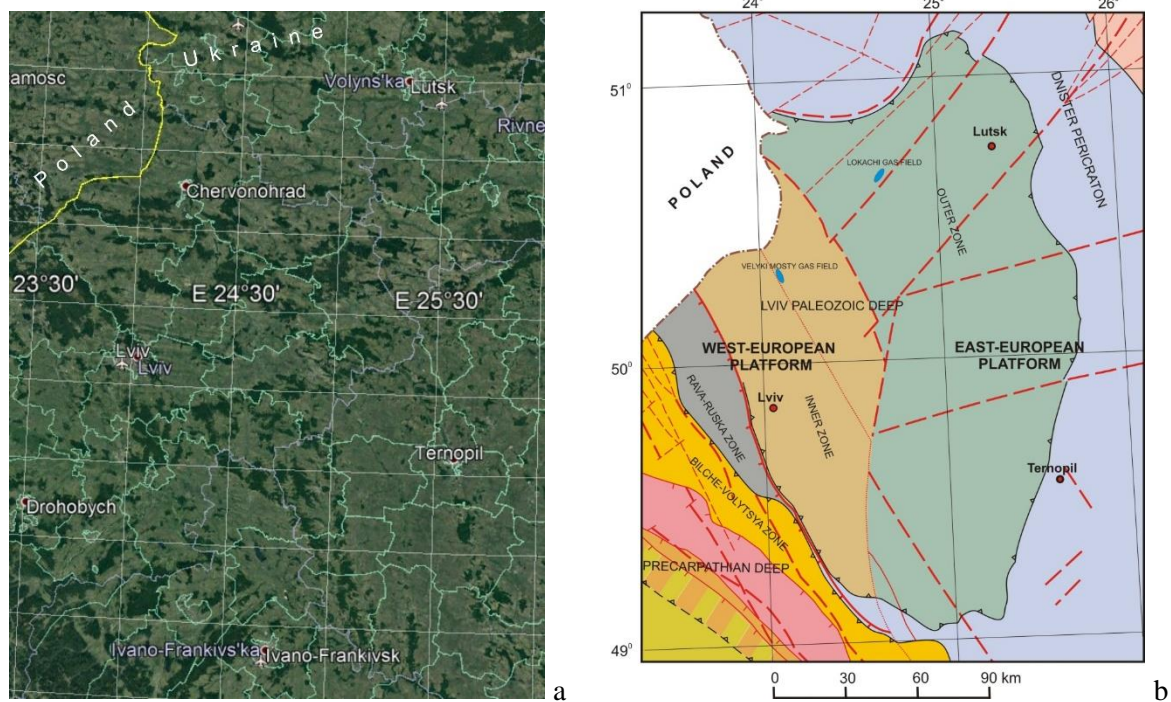 Ukraine
Poland
amosc
Volyns'ka
Lutsk
Rivne
Chervonohrad
23°30'
E 24°30'
E 25°30'
Lviv
Lviv
Ternopil
Drohobych
Ivano-Frankivs'ka
Ivano-Frankivsk
a
24°
25°
26°
51°
50°
49°
POLAND
Lutsk
LOKACHI GAS FIELD
OUTER ZONE
DNISTER PERICRATON
VELYKI MOSTY GAS FIELD
LVIV PALEOZOIC DEEP
WEST-EUROPEAN
PLATFORM
EAST-EUROPEAN
PLATFORM
RAVA-RUSKA ZONE
Lviv
INNER ZONE
BILCHE-VOLYTSYA ZONE
Ternopil
PRECARPATHIAN DEEP
0 30 60 90 km
b